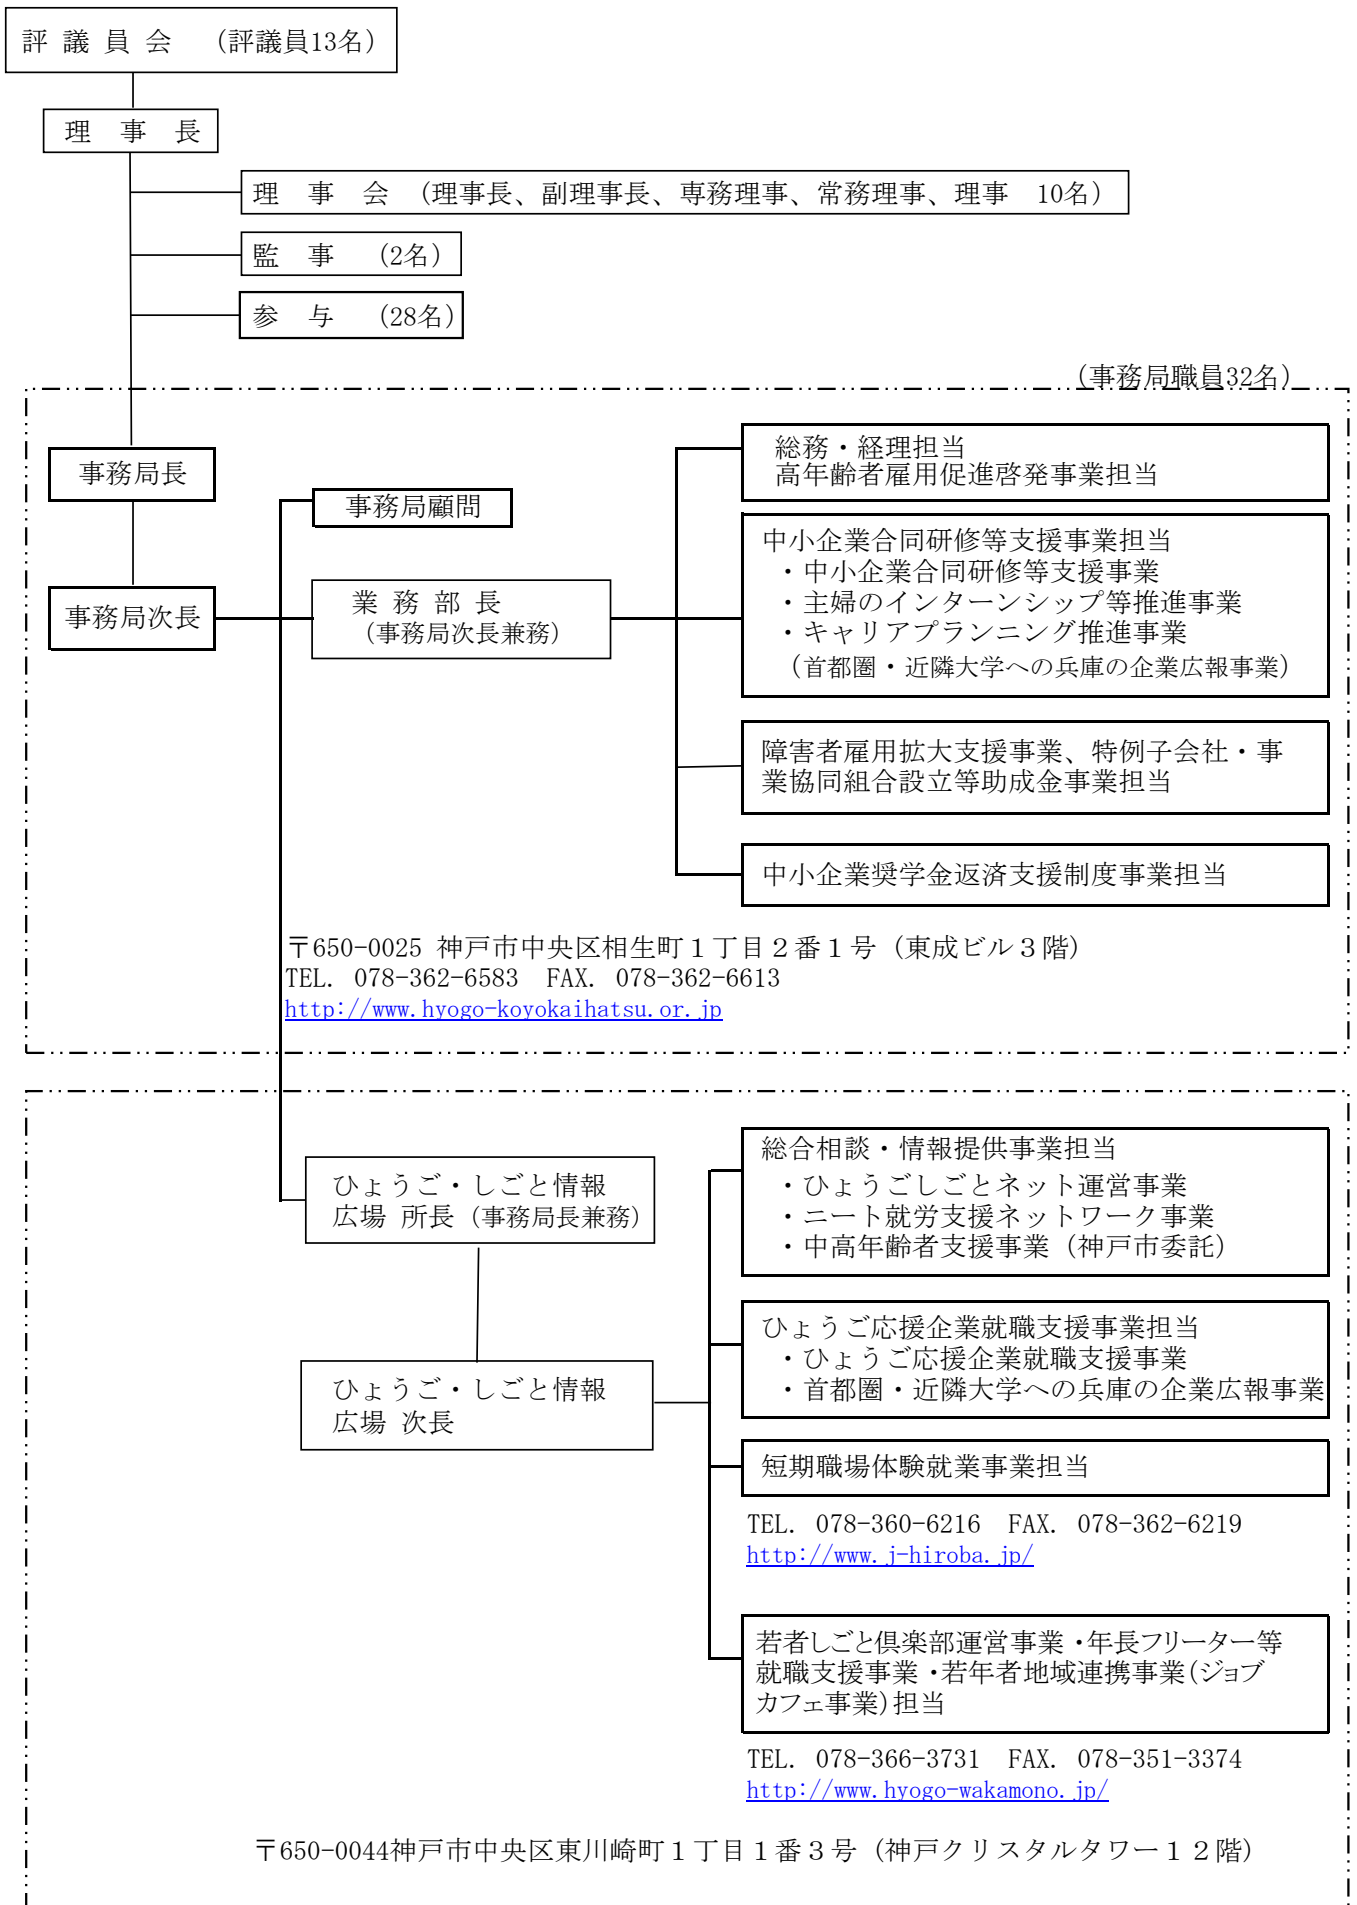 評 議 員 会　（評議員13名）
理　事　長
理　事　会　（理事長、副理事長、専務理事、常務理事、理事　10名）
監　事　（2名）
参　与　（28名）
（事務局職員32名）
事務局長
事務局次長
事務局顧問
業 務 部 長
（事務局次長兼務）
総務・経理担当
高年齢者雇用促進啓発事業担当
中小企業合同研修等支援事業担当
・中小企業合同研修等支援事業
・主婦のインターンシップ等推進事業
・キャリアプランニング推進事業
（首都圏・近隣大学への兵庫の企業広報事業）
障害者雇用拡大支援事業、特例子会社・事
業協同組合設立等助成金事業担当
中小企業奨学金返済支援制度事業担当
〒650-0025 神戸市中央区相生町１丁目２番１号（東成ビル３階）
TEL. 078-362-6583　FAX. 078-362-6613
http://www.hyogo-koyokaihatsu.or.jp
ひょうご・しごと情報
広場 所長（事務局長兼務）
ひょうご・しごと情報
広場 次長
総合相談・情報提供事業担当
・ひょうごしごとネット運営事業
・ニート就労支援ネットワーク事業
・中高年齢者支援事業（神戸市委託）
ひょうご応援企業就職支援事業担当
・ひょうご応援企業就職支援事業
・首都圏・近隣大学への兵庫の企業広報事業
短期職場体験就業事業担当
TEL. 078-360-6216　FAX. 078-362-6219
http://www.j-hiroba.jp/
若者しごと倶楽部運営事業・年長フリーター等
就職支援事業・若年者地域連携事業（ジョブ
カフェ事業）担当
TEL. 078-366-3731　FAX. 078-351-3374
http://www.hyogo-wakamono.jp/
〒650-0044神戸市中央区東川崎町１丁目１番３号（神戸クリスタルタワー１２階）